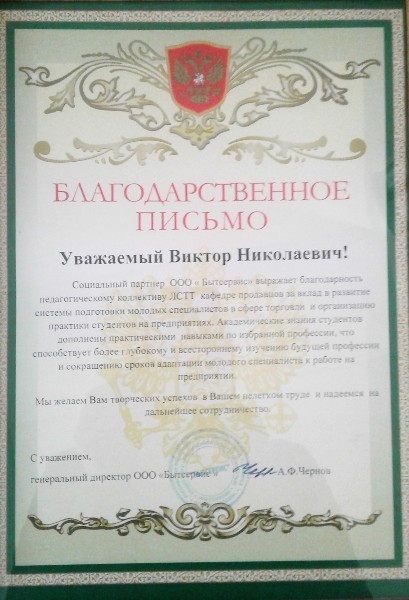 БЛАГОДАРСТВЕННОЕ
ПИСЬМО
Уважаемый Виктор Николаевич!
Социальный партнер ООО « Бытсервис» выражает благодарность
педагогическому коллективу ЛСТТ кафедре продавцов за вклад в развитие
системы подготовки молодых специалистов в сфере торговли и организацию
практики студентов на предприятиях. Академические знания студентов
дополнены практическими навыками по избранной профессии, что
способствует более глубокому и всестороннему изучению будущей профессии
и сокращению сроков адаптации молодого специалиста к работе на
предприятии.
Мы желаем Вам творческих успехов в Вашем нелегком труде и надеемся на
дальнейшее сотрудничество.
С уважением,
генеральный директор ООО «Бытсервис» А.Ф.Чернов